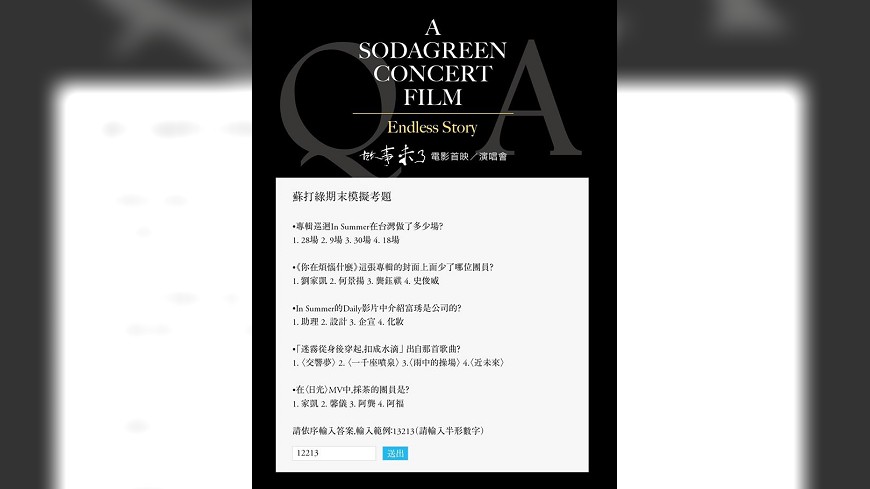 A
SODAGREEN
CONCERT
FILM
Q A
Endless Story
故事未了 電影首映／演唱會
蘇打綠期末模擬考題
•專輯巡迴In Summer在台灣做了多少場?
1. 28場 2. 9場 3. 30場 4. 18場
•《你在煩惱什麼》這張專輯的封面上面少了哪位團員?
1. 劉家凱 2. 何景揚 3. 龔鈺祺 4. 史俊威
•In Summer的Daily影片中介紹富琇是公司的?
1. 助理 2. 設計 3. 企宣 4. 化妝
•「迷霧從身後穿起,扣成水滴」出自那首歌曲?
1.〈交響夢〉 2.〈一千座噴泉〉 3.〈雨中的操場〉 4.〈近未來〉
•在〈日光〉MV中,採茶的團員是?
1. 家凱 2. 馨儀 3. 阿龔 4. 阿福
請依序輸入答案,輸入範例:13213(請輸入半形數字)
12213 送出